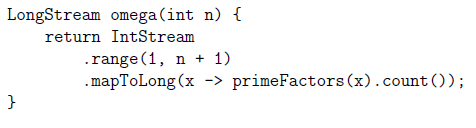 LongStream omega(int n) {
    return IntStream
        .range(1, n + 1)
        .mapToLong(x -> primeFactors(x).count());
}